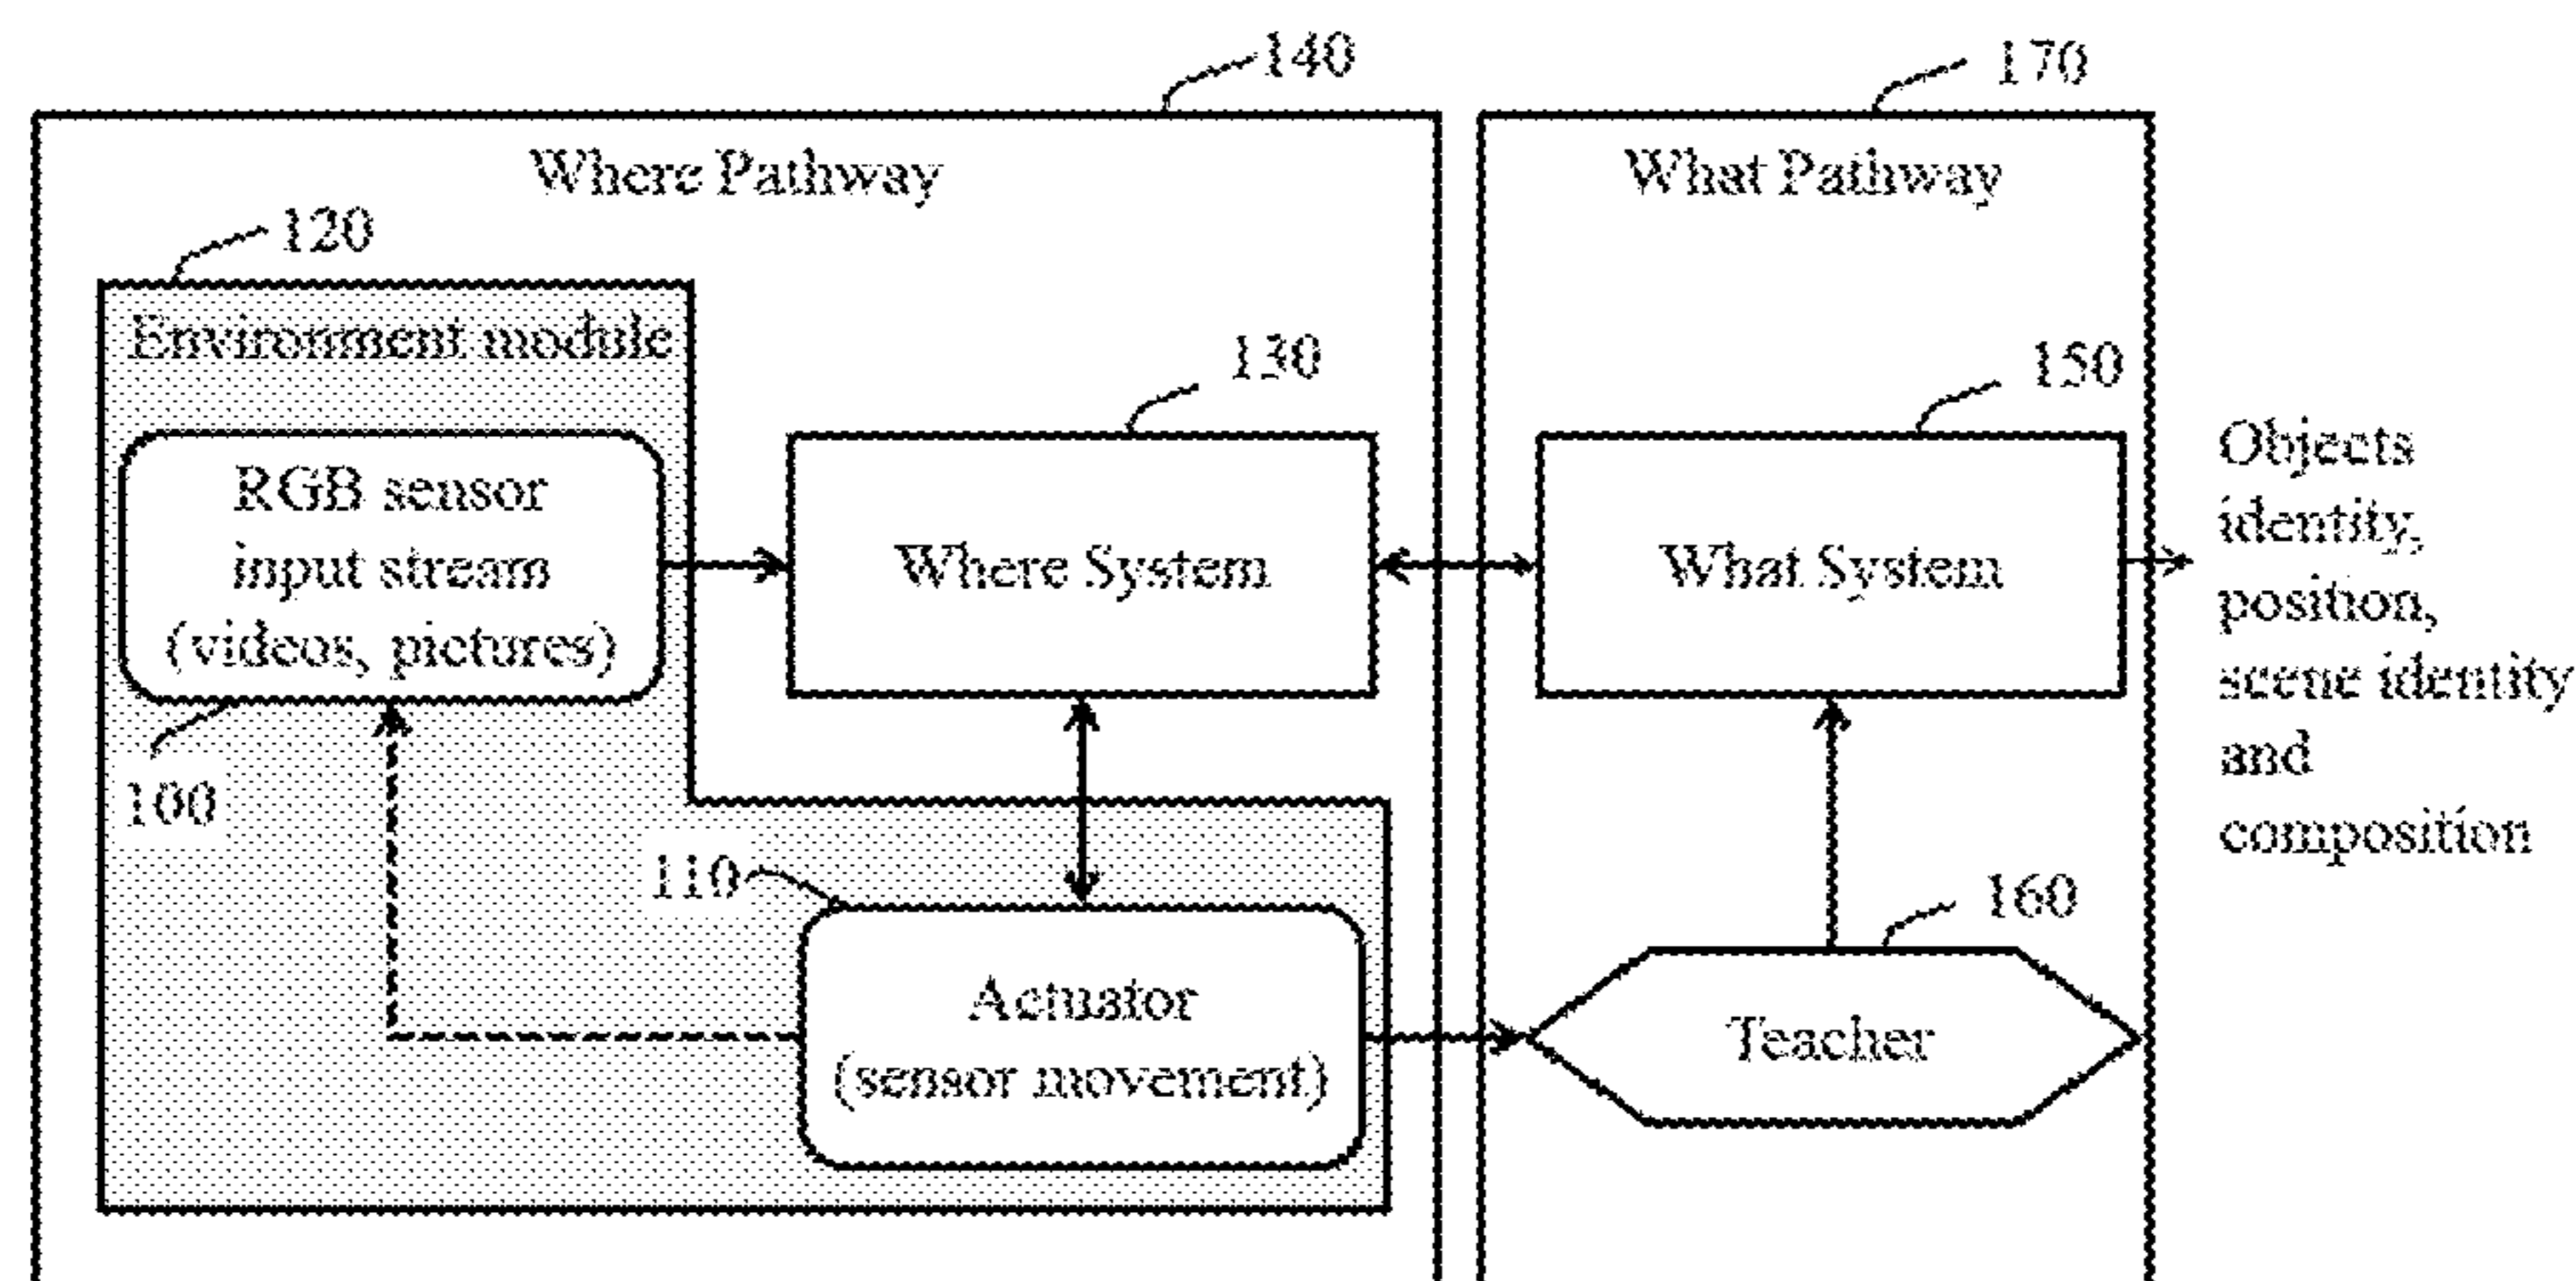 140
170
Where Pathway
What Pathway
120
Environment module
130
150
RGB sensor
input stream
(videos, pictures)
Where System
What System
Objects
identity,
position,
scene identity
and
composition
100
110
160
Actuator
(sensor movement)
Teacher